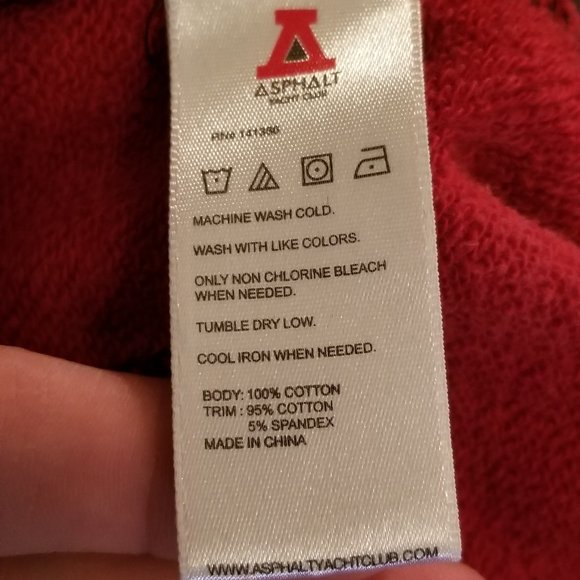 ASPHALT
YACHT CLUB
RN# 141386
MACHINE WASH COLD.
WASH WITH LIKE COLORS.
ONLY NON CHLORINE BLEACH
WHEN NEEDED.
TUMBLE DRY LOW.
COOL IRON WHEN NEEDED.
BODY: 100% COTTON
TRIM : 95% COTTON
5% SPANDEX
MADE IN CHINA
WWW.ASPHALTYACHTCLUB.COM